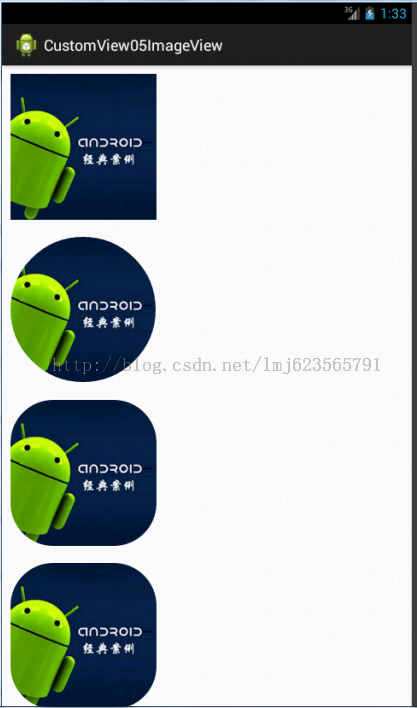 3G 1:33
CustomView05ImageView
ANDROID
经典案例
ANDROID
经典案例
http://blog.csdn.net/lmj623565791
ANDROID
经典案例
ANDROID
经典案例